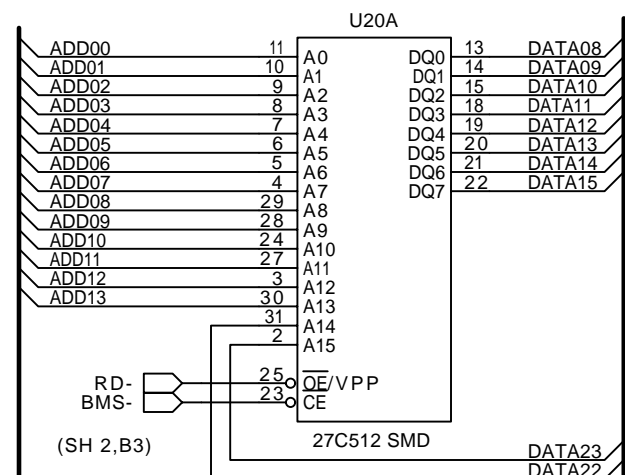 U20A
ADD00 11 A0 DQ0 13 DATA08
ADD01 10 A1 DQ1 14 DATA09
ADD02 9 A2 DQ2 15 DATA10
ADD03 8 A3 DQ3 18 DATA11
ADD04 7 A4 DQ4 19 DATA12
ADD05 6 A5 DQ5 20 DATA13
ADD06 5 A6 DQ6 21 DATA14
ADD07 4 A7 DQ7 22 DATA15
ADD08 29 A8
ADD09 28 A9
ADD10 24 A10
ADD11 27 A11
ADD12 3 A12
ADD13 30 A13
31 A14
2 A15
RD- 25 OE/VPP
BMS- 23 CE
(SH 2,B3) 27C512 SMD
DATA23
DATA22